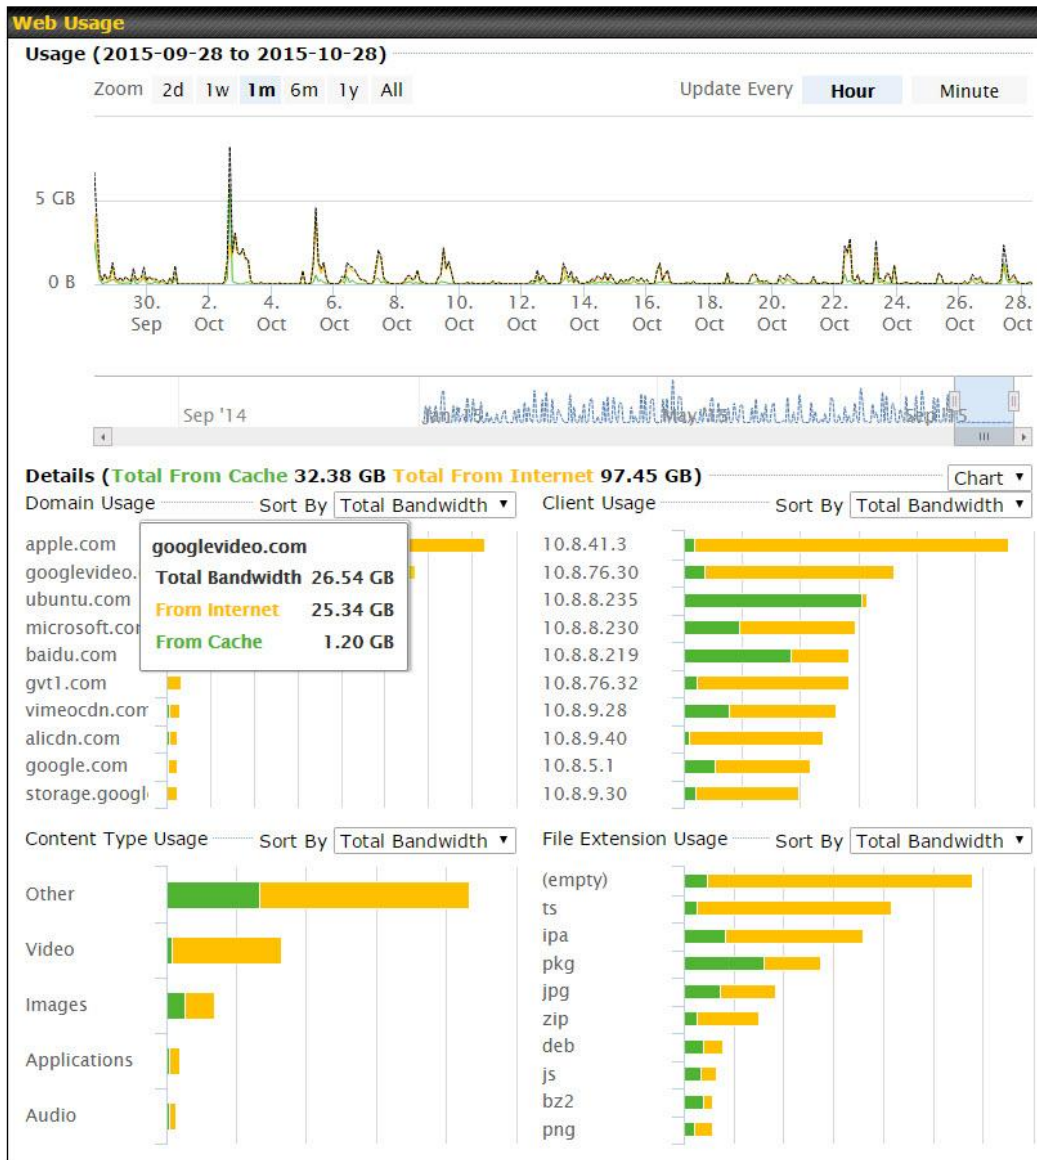 Web Usage
Usage (2015-09-28 to 2015-10-28)
Zoom 2d 1w 1m 6m 1y All Update Every Hour Minute
5 GB
0 B
30. Sep 2. Oct 4. Oct 6. Oct 8. Oct 10. Oct 12. Oct 14. Oct 16. Oct 18. Oct 20. Oct 22. Oct 24. Oct 26. Oct 28. Oct
Sep '14 Jan '15 May '15 Sep '15
Details (Total From Cache 32.38 GB Total From Internet 97.45 GB) Chart
Domain Usage Sort By Total Bandwidth
apple.com
googlevideo.
ubuntu.com
microsoft.cor
baidu.com
gvt1.com
vimeocdn.com
alicdn.com
google.com
storage.googl
googlevideo.com
Total Bandwidth 26.54 GB
From Internet 25.34 GB
From Cache 1.20 GB
Client Usage Sort By Total Bandwidth
10.8.41.3
10.8.76.30
10.8.8.235
10.8.8.230
10.8.8.219
10.8.76.32
10.8.9.28
10.8.9.40
10.8.5.1
10.8.9.30
Content Type Usage Sort By Total Bandwidth
Other
Video
Images
Applications
Audio
File Extension Usage Sort By Total Bandwidth
(empty)
ts
ipa
pkg
jpg
zip
deb
js
bz2
png